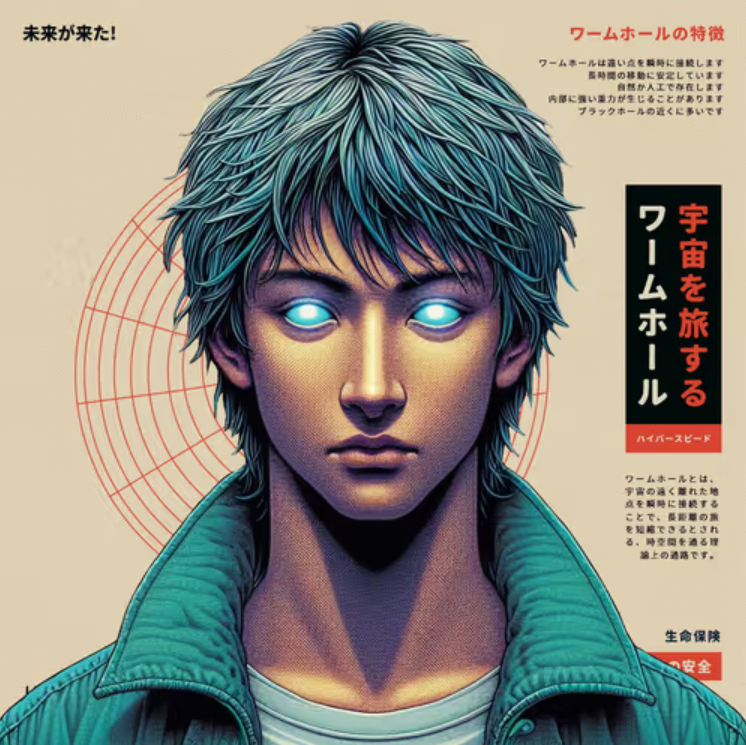 未来が来た!
ワームホールの特徴
ワームホールは遠い点を瞬時に接続します
長時間の移動に安定しています
自然か人工で存在します
内部に強い重力が生じることがあります
ブラックホールの近くに多いです
宇宙を旅する
ワームホール
ハイパースピード
ワームホールとは、
宇宙の遠く離れた地
点を瞬時に接続する
ことで、長距離の旅
を短縮できるとされ
る、時空間を通る理
論上の通路です。
生命保険
の安全